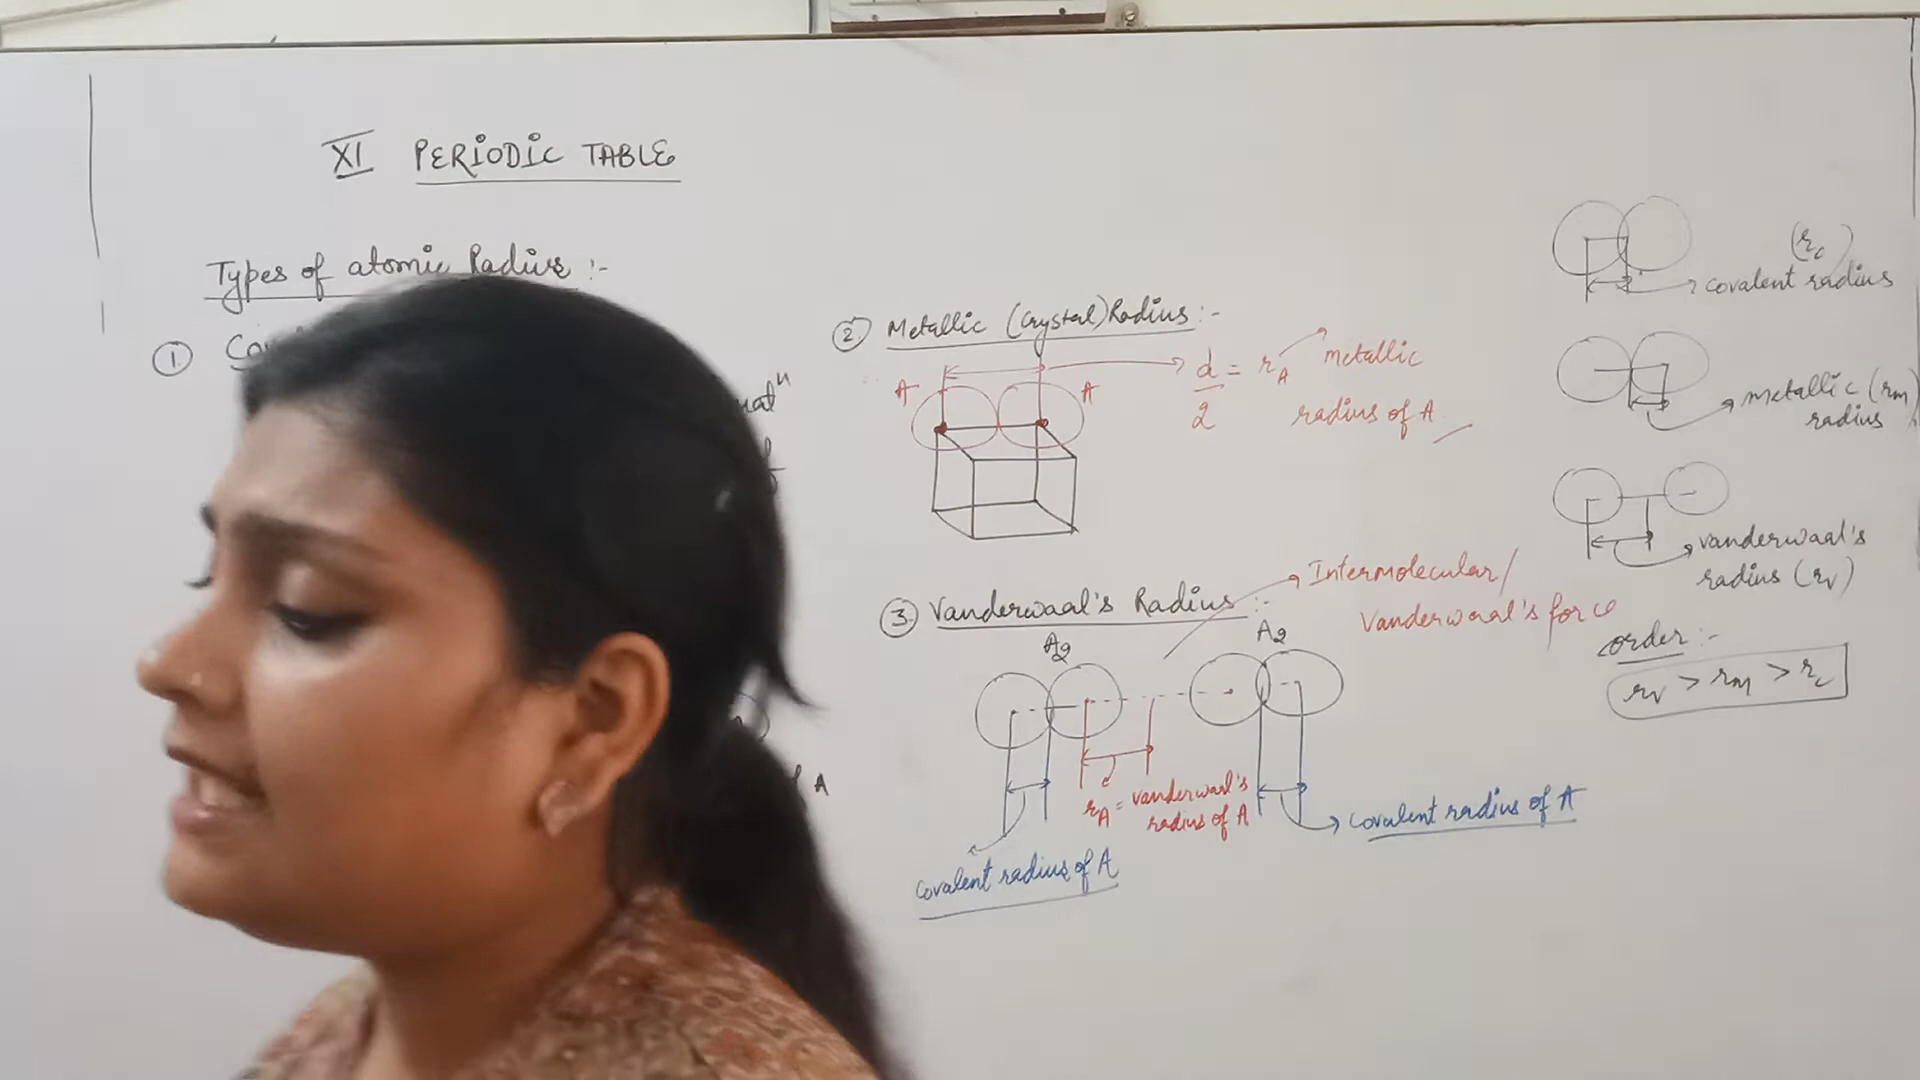 XI PERIODIC TABLE
Types of atomic Radius :-
①
A
② Metallic (Crystal) Radius :-
A A
d/2 = rA metallic
radius of A
③ Vanderwaal's Radius :-
Intermolecular/
Vanderwaal's force
A2 A2
rA = vanderwaal's
radius of A
covalent radius of A
covalent radius of A
(rc)
covalent radius
metallic (rm)
radius
vanderwaal's
radius (rv)
order :-
rv > rm > rc